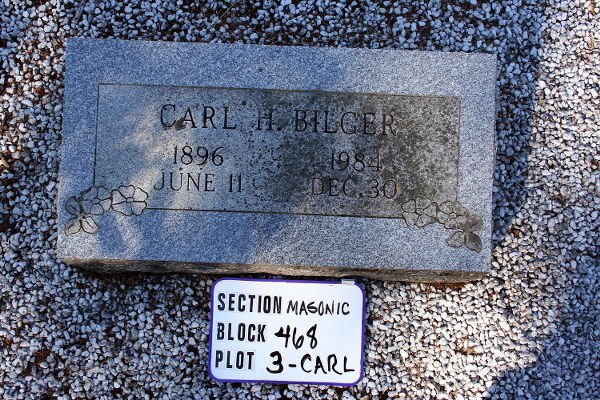 CARL H. BILGER
1896 1984
JUNE 11 DEC. 30
SECTION MASONIC
BLOCK 468
PLOT 3-CARL